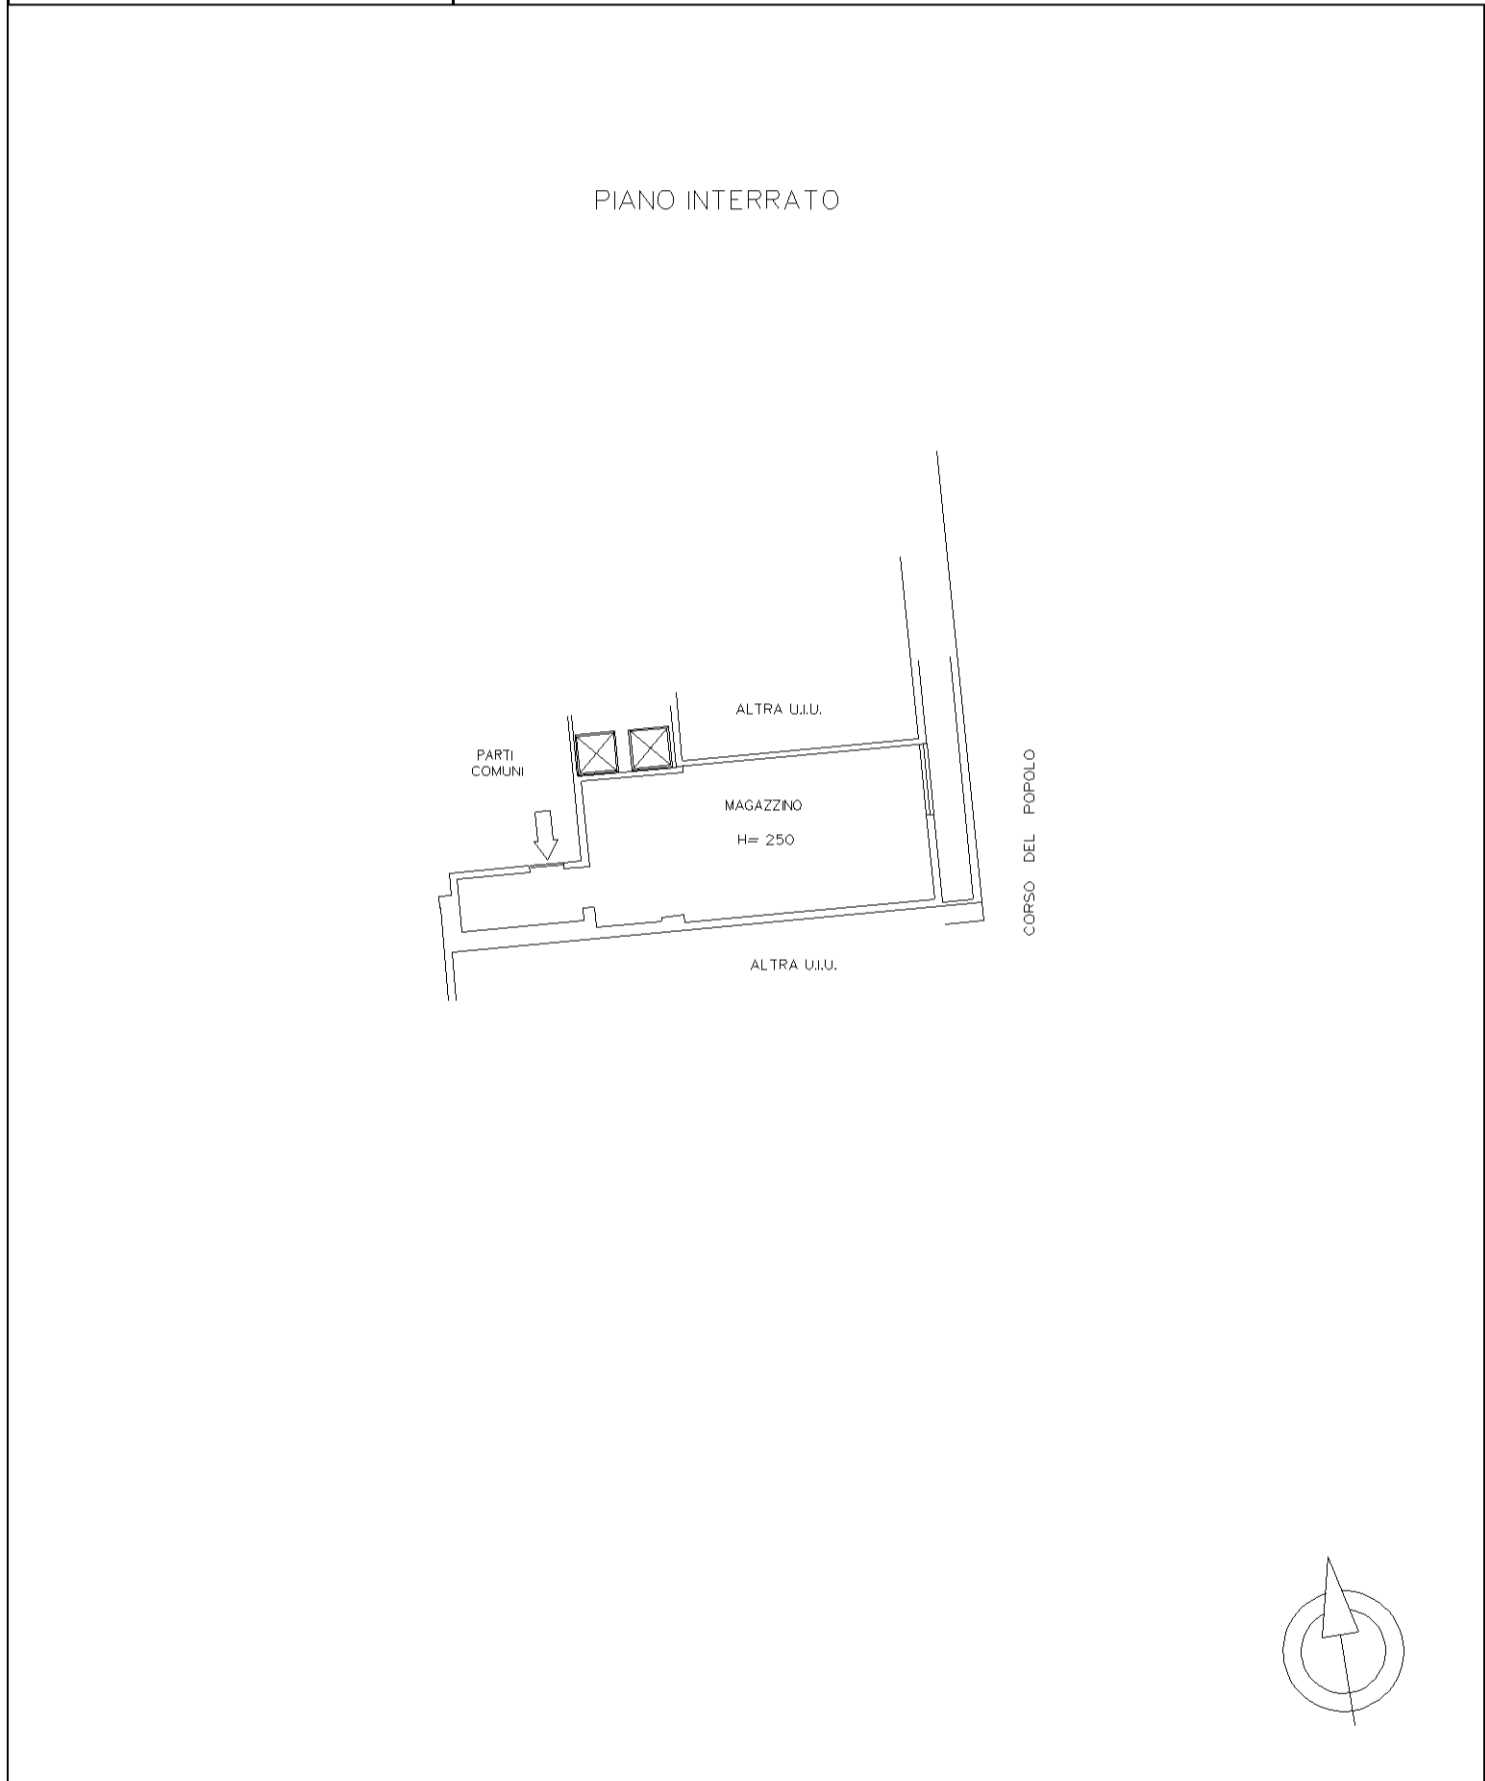 PIANO INTERRATO
ALTRA U.I.U.
PARTI
COMUNI
MAGAZZINO
H= 250
CORSO DEL POPOLO
ALTRA U.I.U.